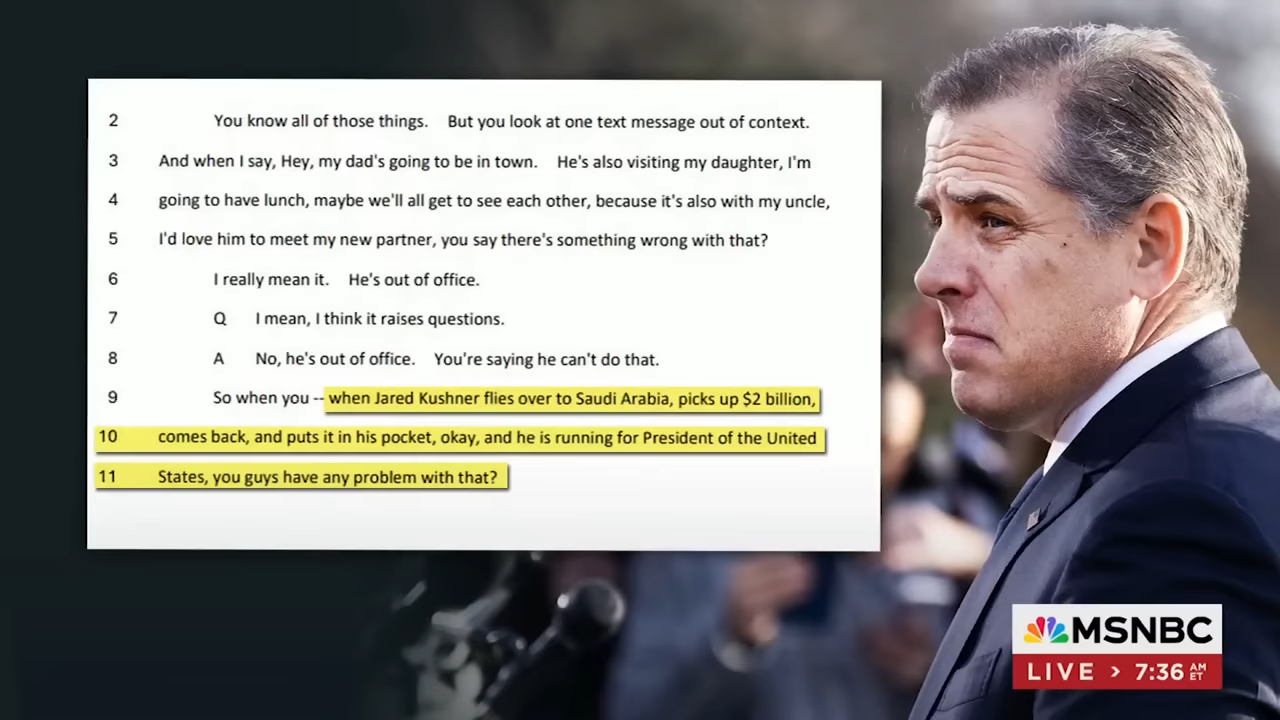 2 You know all of those things. But you look at one text message out of context.
3 And when I say, Hey, my dad's going to be in town. He's also visiting my daughter, I'm
4 going to have lunch, maybe we'll all get to see each other, because it's also with my uncle,
5 I'd love him to meet my new partner, you say there's something wrong with that?
6 I really mean it. He's out of office.
7 Q I mean, I think it raises questions.
8 A No, he's out of office. You're saying he can't do that.
9 So when you -- when Jared Kushner flies over to Saudi Arabia, picks up $2 billion,
10 comes back, and puts it in his pocket, okay, and he is running for President of the United
11 States, you guys have any problem with that?
MSNBC
LIVE > 7:36 AM ET